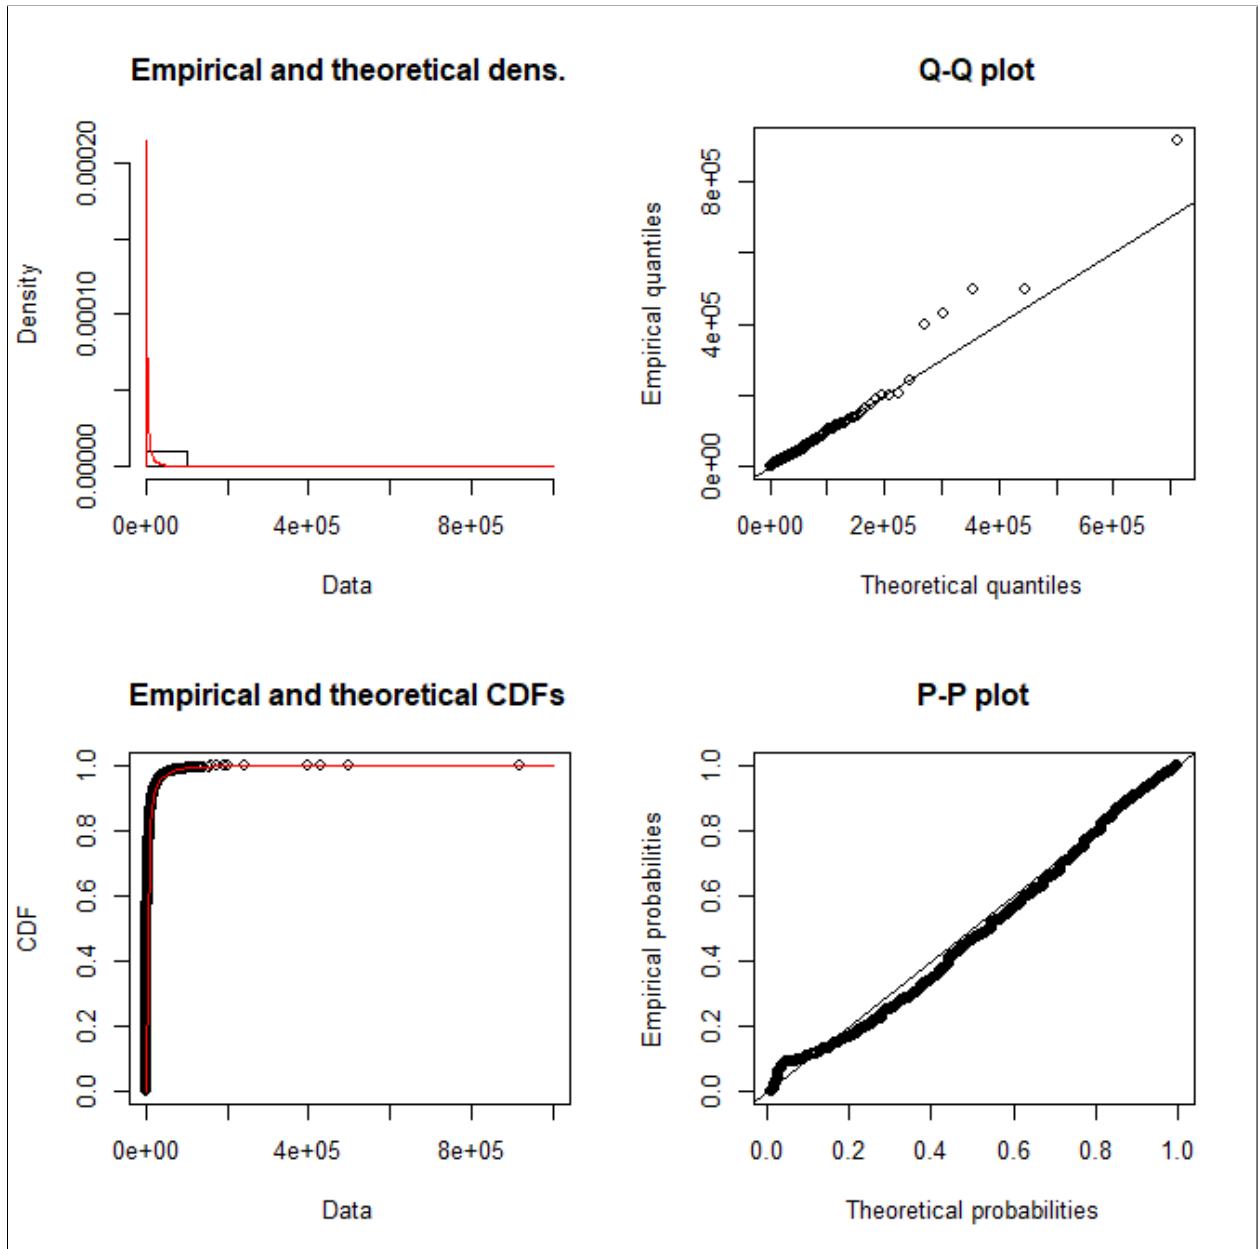 Empirical and theoretical dens.
Density
0.00000 0.00010 0.00020
0e+00 4e+05 8e+05
Data
Q-Q plot
Empirical quantiles
0e+00 4e+05 8e+05
0e+00 2e+05 4e+05 6e+05
Theoretical quantiles
Empirical and theoretical CDFs
CDF
0.0 0.2 0.4 0.6 0.8 1.0
0e+00 4e+05 8e+05
Data
P-P plot
Empirical probabilities
0.0 0.2 0.4 0.6 0.8 1.0
0.0 0.2 0.4 0.6 0.8 1.0
Theoretical probabilities